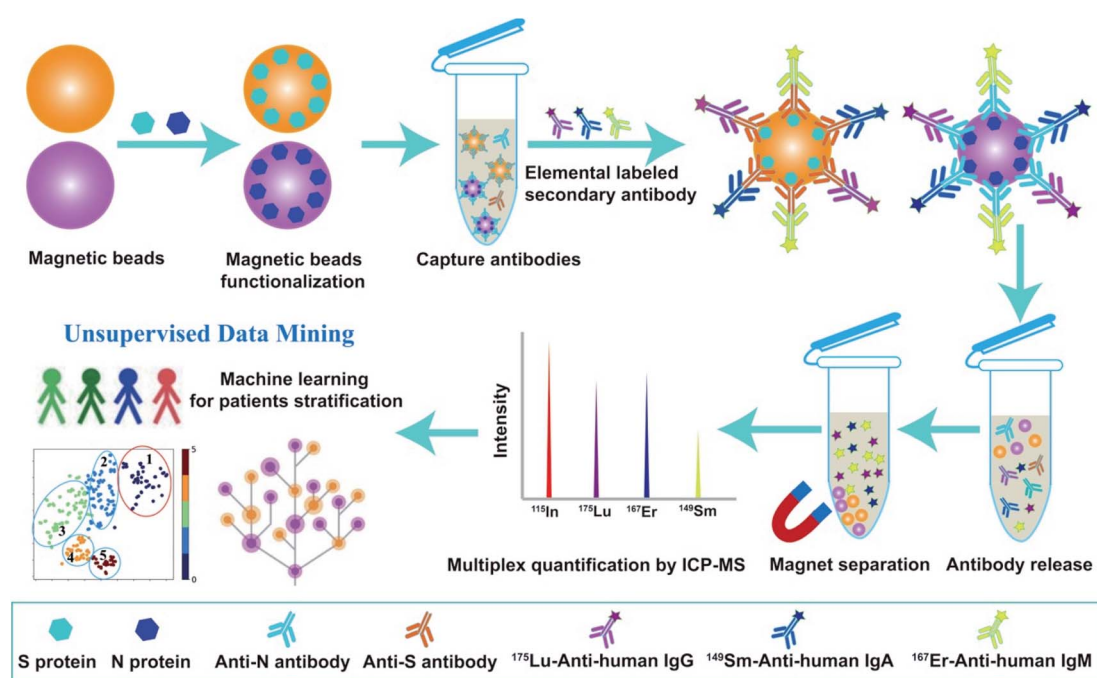 Magnetic beads
Magnetic beads
functionalization
Capture antibodies
Elemental labeled
secondary antibody
Unsupervised Data Mining
Machine learning
for patients stratification
1
2
3
4
5
5
0
Intensity
¹¹⁵In
¹⁷⁵Lu
¹⁶⁷Er
¹⁴⁹Sm
Multiplex quantification by ICP-MS
Magnet separation
Antibody release
S protein
N protein
Anti-N antibody
Anti-S antibody
¹⁷⁵Lu-Anti-human IgG
¹⁴⁹Sm-Anti-human IgA
¹⁶⁷Er-Anti-human IgM